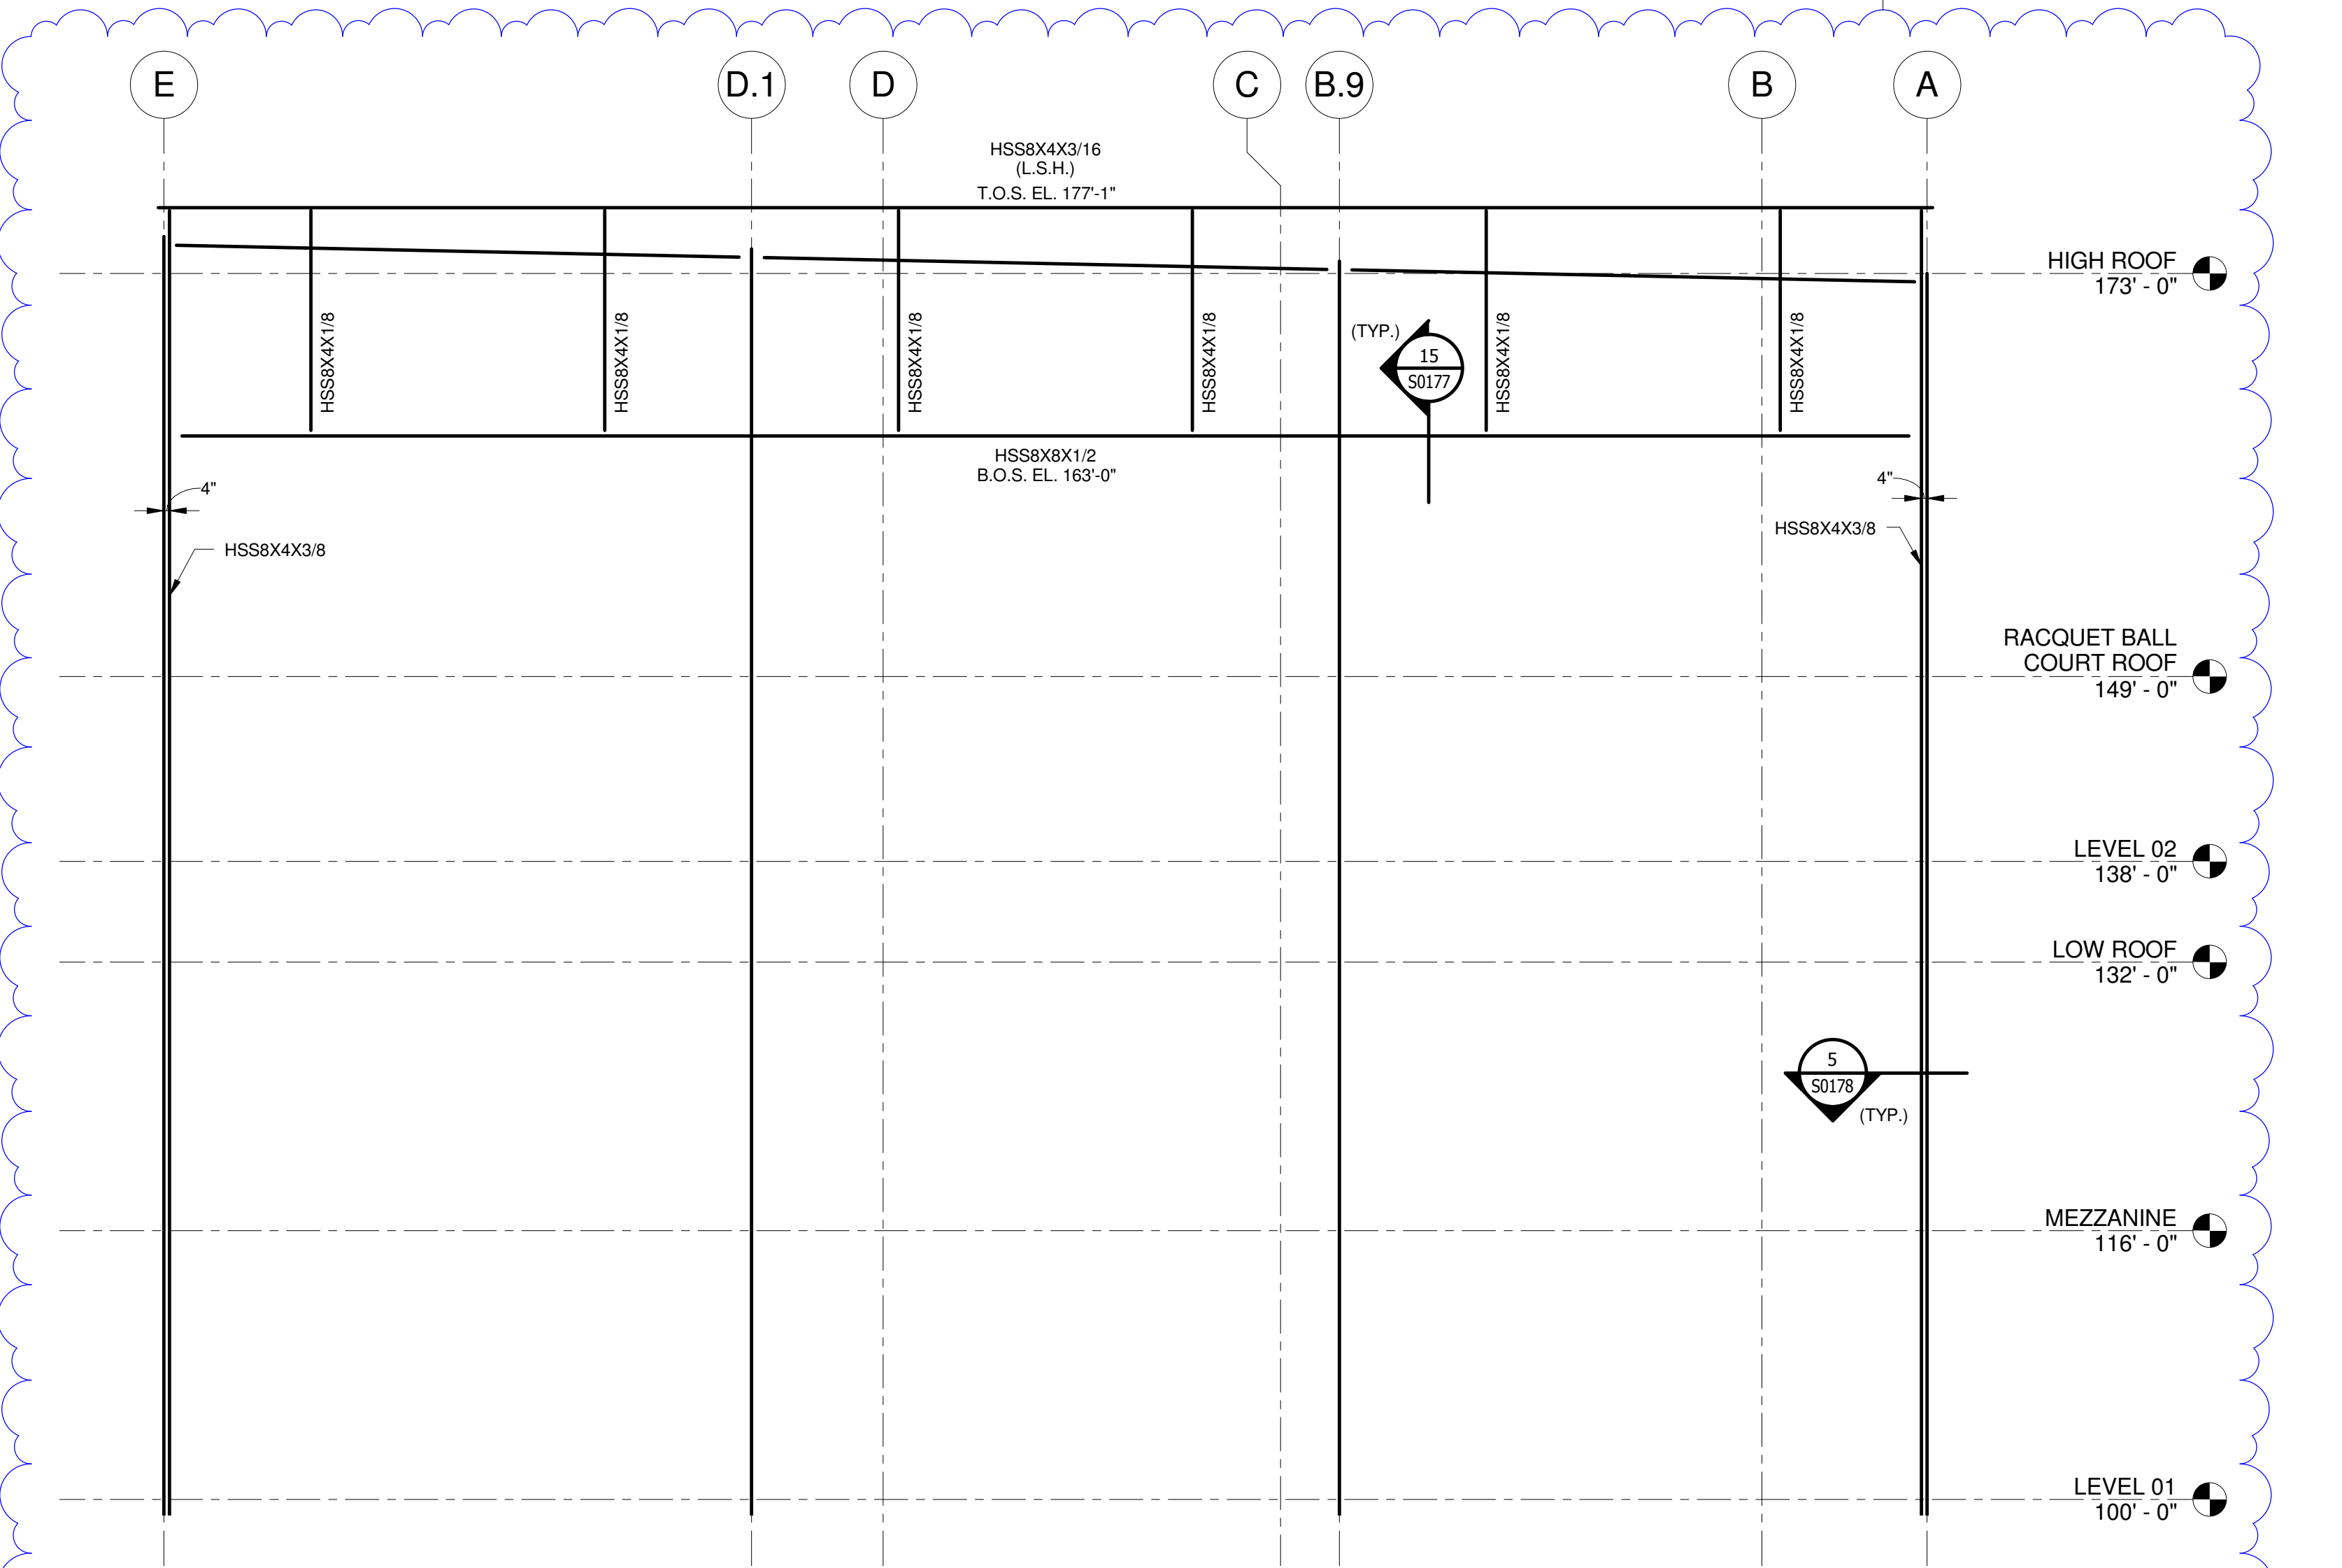 E
D.1
D
C
B.9
B
A
HSS8X4X3/16
(L.S.H.)
T.O.S. EL. 177'-1"
HIGH ROOF
173' - 0"
HSS8X4X1/8
HSS8X4X1/8
HSS8X4X1/8
HSS8X4X1/8
HSS8X4X1/8
HSS8X4X1/8
(TYP.)
15
S0177
HSS8X8X1/2
B.O.S. EL. 163'-0"
4"
4"
HSS8X4X3/8
HSS8X4X3/8
RACQUET BALL
COURT ROOF
149' - 0"
LEVEL 02
138' - 0"
LOW ROOF
132' - 0"
5
S0178
(TYP.)
MEZZANINE
116' - 0"
LEVEL 01
100' - 0"